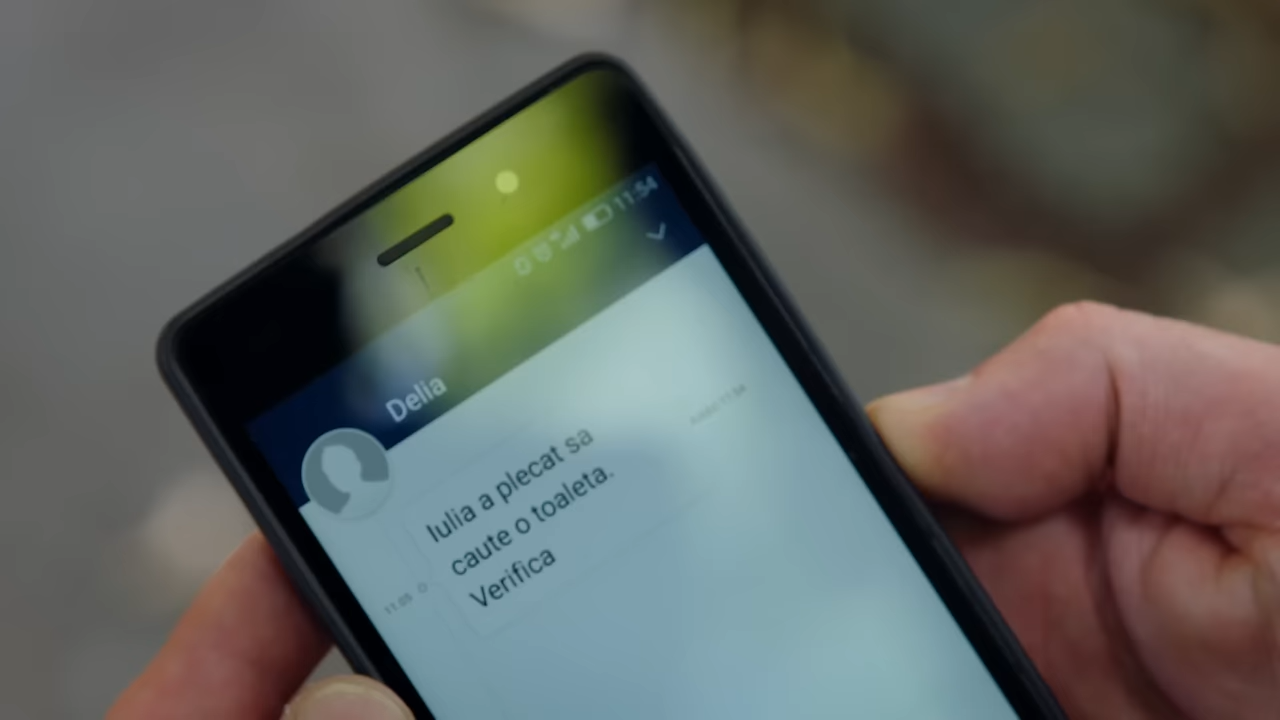 11:54
Delia
Iulia a plecat sa
caute o toaleta.
Verifica